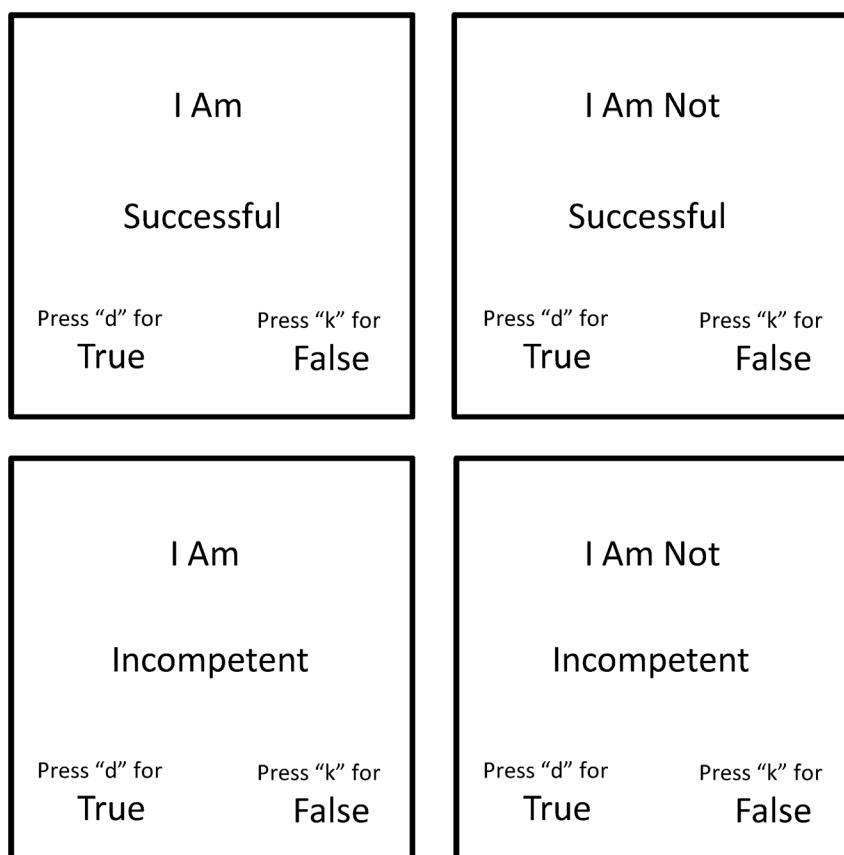 I Am
Successful
Press “d” for
True
Press “k” for
False
I Am Not
Successful
Press “d” for
True
Press “k” for
False
I Am
Incompetent
Press “d” for
True
Press “k” for
False
I Am Not
Incompetent
Press “d” for
True
Press “k” for
False